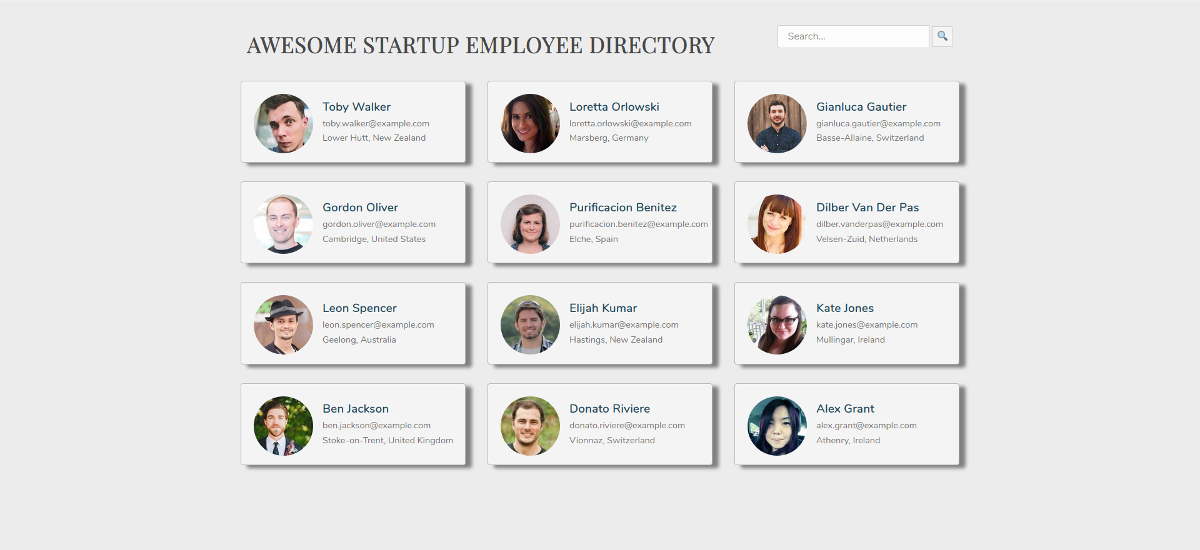 AWESOME STARTUP EMPLOYEE DIRECTORY
Search...
Toby Walker
toby.walker@example.com
Lower Hutt, New Zealand
Loretta Orlowski
loretta.orlowski@example.com
Marsberg, Germany
Gianluca Gautier
gianluca.gautier@example.com
Basse-Allaine, Switzerland
Gordon Oliver
gordon.oliver@example.com
Cambridge, United States
Purificacion Benitez
purificacion.benitez@example.com
Elche, Spain
Dilber Van Der Pas
dilber.vanderpas@example.com
Velsen-Zuid, Netherlands
Leon Spencer
leon.spencer@example.com
Geelong, Australia
Elijah Kumar
elijah.kumar@example.com
Hastings, New Zealand
Kate Jones
kate.jones@example.com
Mullingar, Ireland
Ben Jackson
ben.jackson@example.com
Stoke-on-Trent, United Kingdom
Donato Riviere
donato.riviere@example.com
Vionnaz, Switzerland
Alex Grant
alex.grant@example.com
Athenry, Ireland